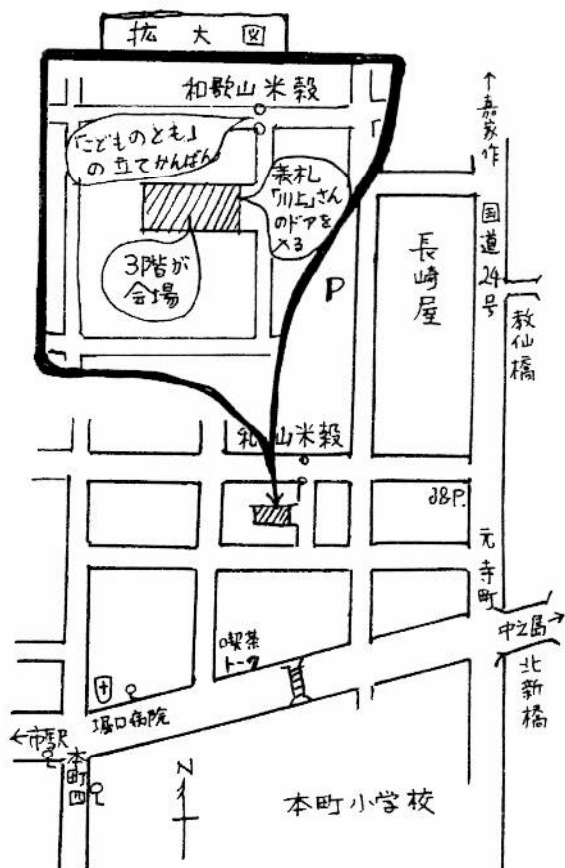 拡大図
和歌山米穀
「こどものとも」
の立てかんばん
表札
「川上」さん
のドアを
入る
3階が
会場
P
↑嘉家作
国道24号
長崎屋
教仙橋
和 山米穀
J&P.
元寺町
喫茶
トーク
中之島→
北新橋
堀口病院
←市駅
本町四
N
本町小学校